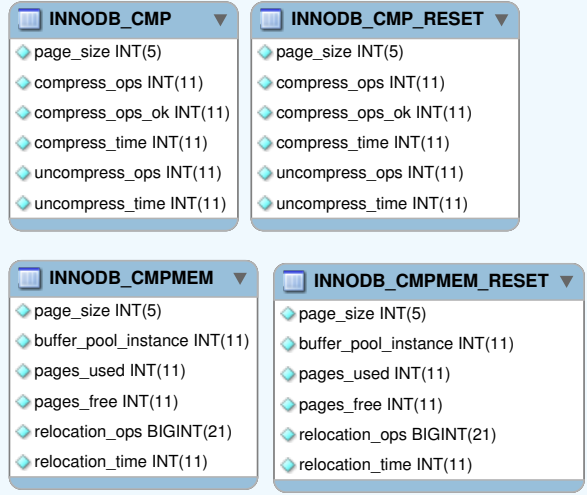 INNODB_CMP
page_size INT(5)
compress_ops INT(11)
compress_ops_ok INT(11)
compress_time INT(11)
uncompress_ops INT(11)
uncompress_time INT(11)
INNODB_CMP_RESET
page_size INT(5)
compress_ops INT(11)
compress_ops_ok INT(11)
compress_time INT(11)
uncompress_ops INT(11)
uncompress_time INT(11)
INNODB_CMPMEM
page_size INT(5)
buffer_pool_instance INT(11)
pages_used INT(11)
pages_free INT(11)
relocation_ops BIGINT(21)
relocation_time INT(11)
INNODB_CMPMEM_RESET
page_size INT(5)
buffer_pool_instance INT(11)
pages_used INT(11)
pages_free INT(11)
relocation_ops BIGINT(21)
relocation_time INT(11)